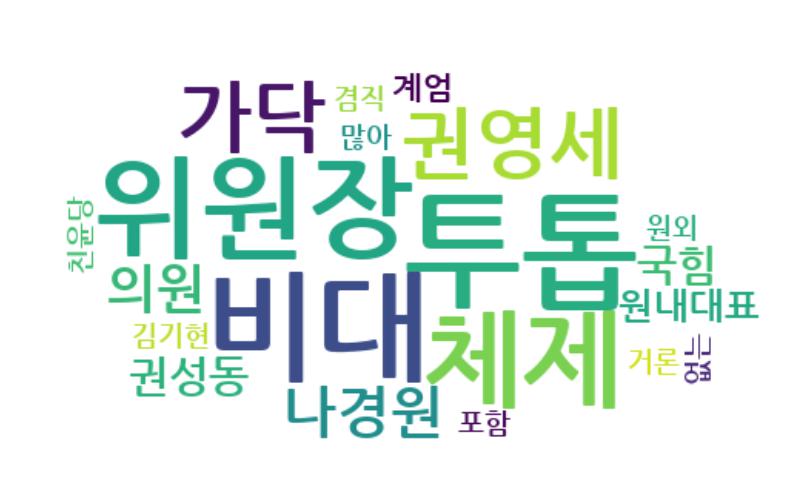 가닥
겸직
계엄
많아
권영세
위원장
투톱
친윤당
원외
국힘
의원
비대
체제
원내대표
김기현
권성동
나경원
포함
거론
없는